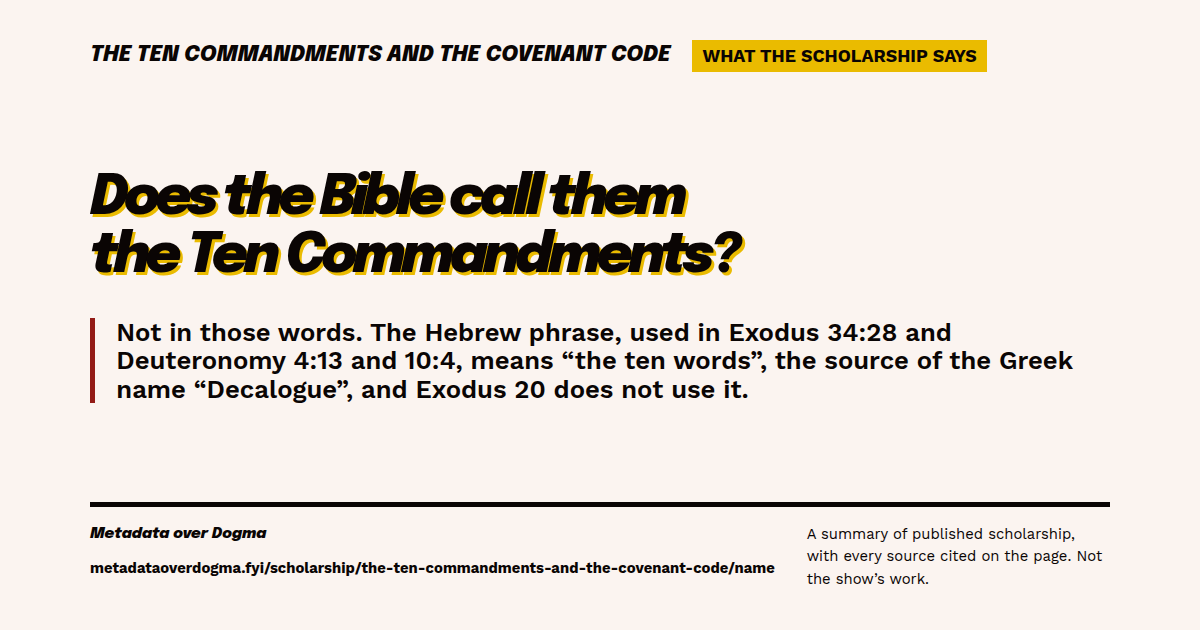 THE TEN COMMANDMENTS AND THE COVENANT CODE
WHAT THE SCHOLARSHIP SAYS
Does the Bible call them
the Ten Commandments?
Not in those words. The Hebrew phrase, used in Exodus 34:28 and
Deuteronomy 4:13 and 10:4, means “the ten words”, the source of the Greek
name “Decalogue”, and Exodus 20 does not use it.
Metadata over Dogma
metadataoverdogma.fyi/scholarship/the-ten-commandments-and-the-covenant-code/name
A summary of published scholarship,
with every source cited on the page. Not
the show’s work.